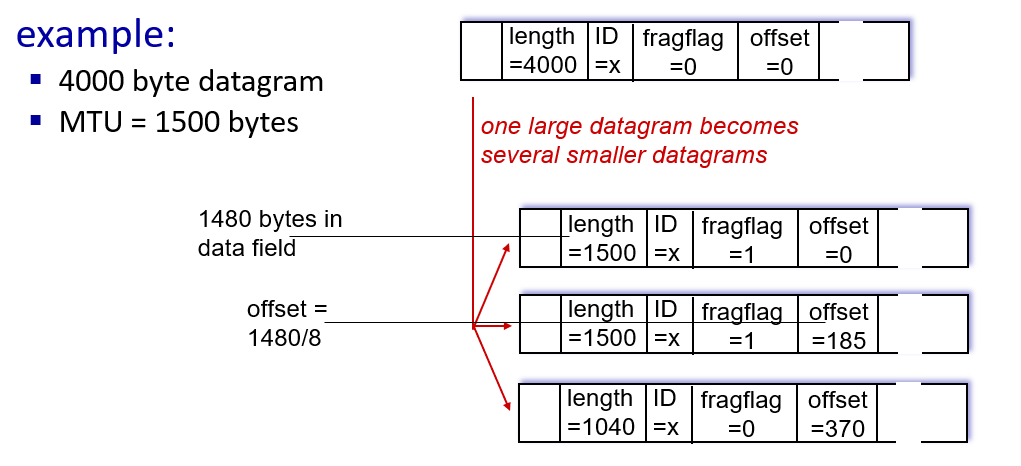 example:
▪ 4000 byte datagram
▪ MTU = 1500 bytes
length ID fragflag offset
=4000 =x =0 =0
one large datagram becomes
several smaller datagrams
1480 bytes in
data field
length ID fragflag offset
=1500 =x =1 =0
offset =
1480/8
length ID fragflag offset
=1500 =x =1 =185
length ID fragflag offset
=1040 =x =0 =370